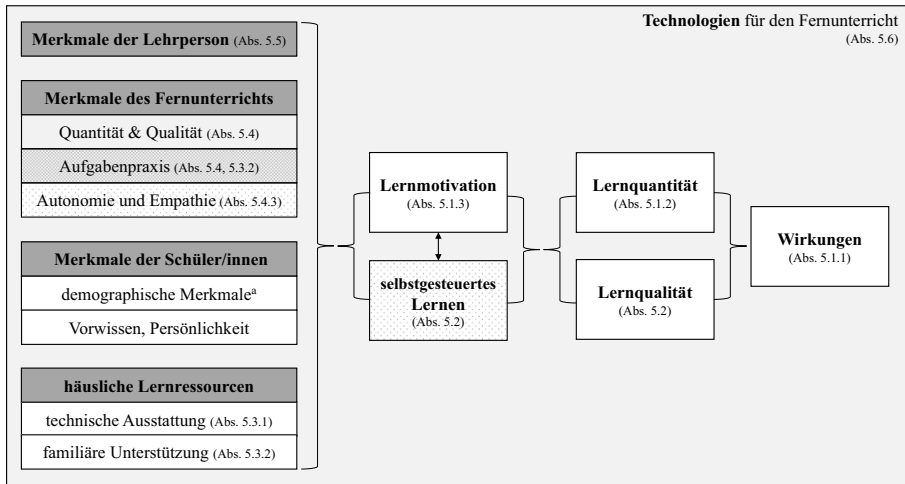 Technologien für den Fernunterricht
(Abs. 5.6)
Merkmale der Lehrperson (Abs. 5.5)
Merkmale des Fernunterrichts
Quantität & Qualität (Abs. 5.4)
Aufgabenpraxis (Abs. 5.4, 5.3.2)
Autonomie und Empathie (Abs. 5.4.3)
Merkmale der Schüler/innen
demographische Merkmaleᵃ
Vorwissen, Persönlichkeit
häusliche Lernressourcen
technische Ausstattung (Abs. 5.3.1)
familiäre Unterstützung (Abs. 5.3.2)
Lernmotivation
(Abs. 5.1.3)
selbstgesteuertes
Lernen
(Abs. 5.2)
Lernquantität
(Abs. 5.1.2)
Lernqualität
(Abs. 5.2)
Wirkungen
(Abs. 5.1.1)